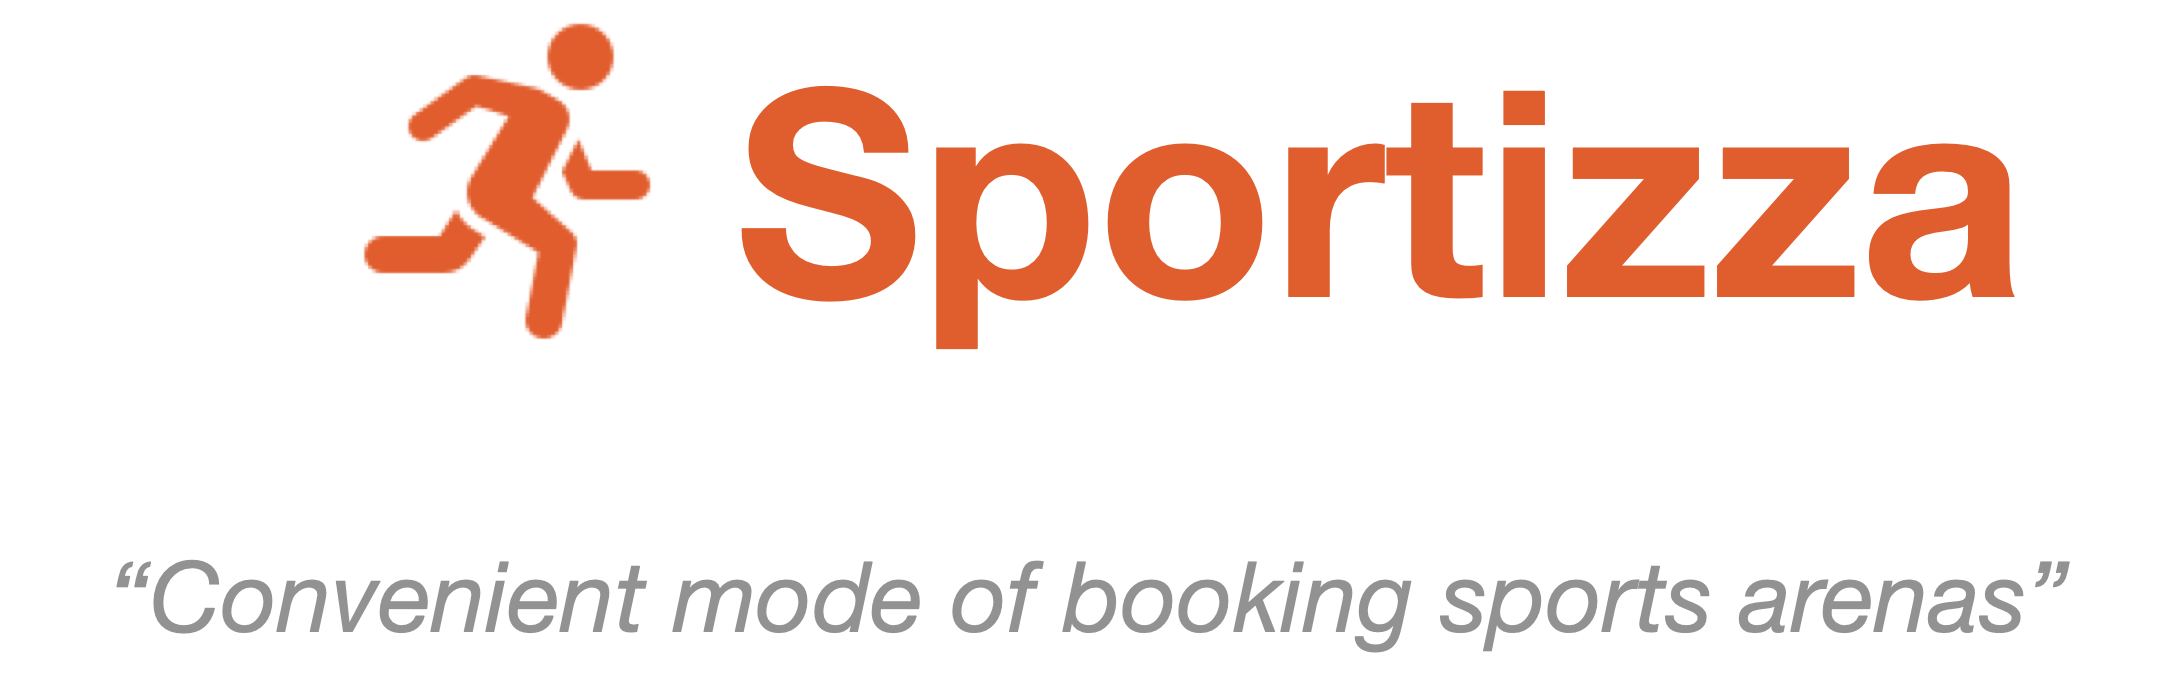 Sportizza
“Convenient mode of booking sports arenas”